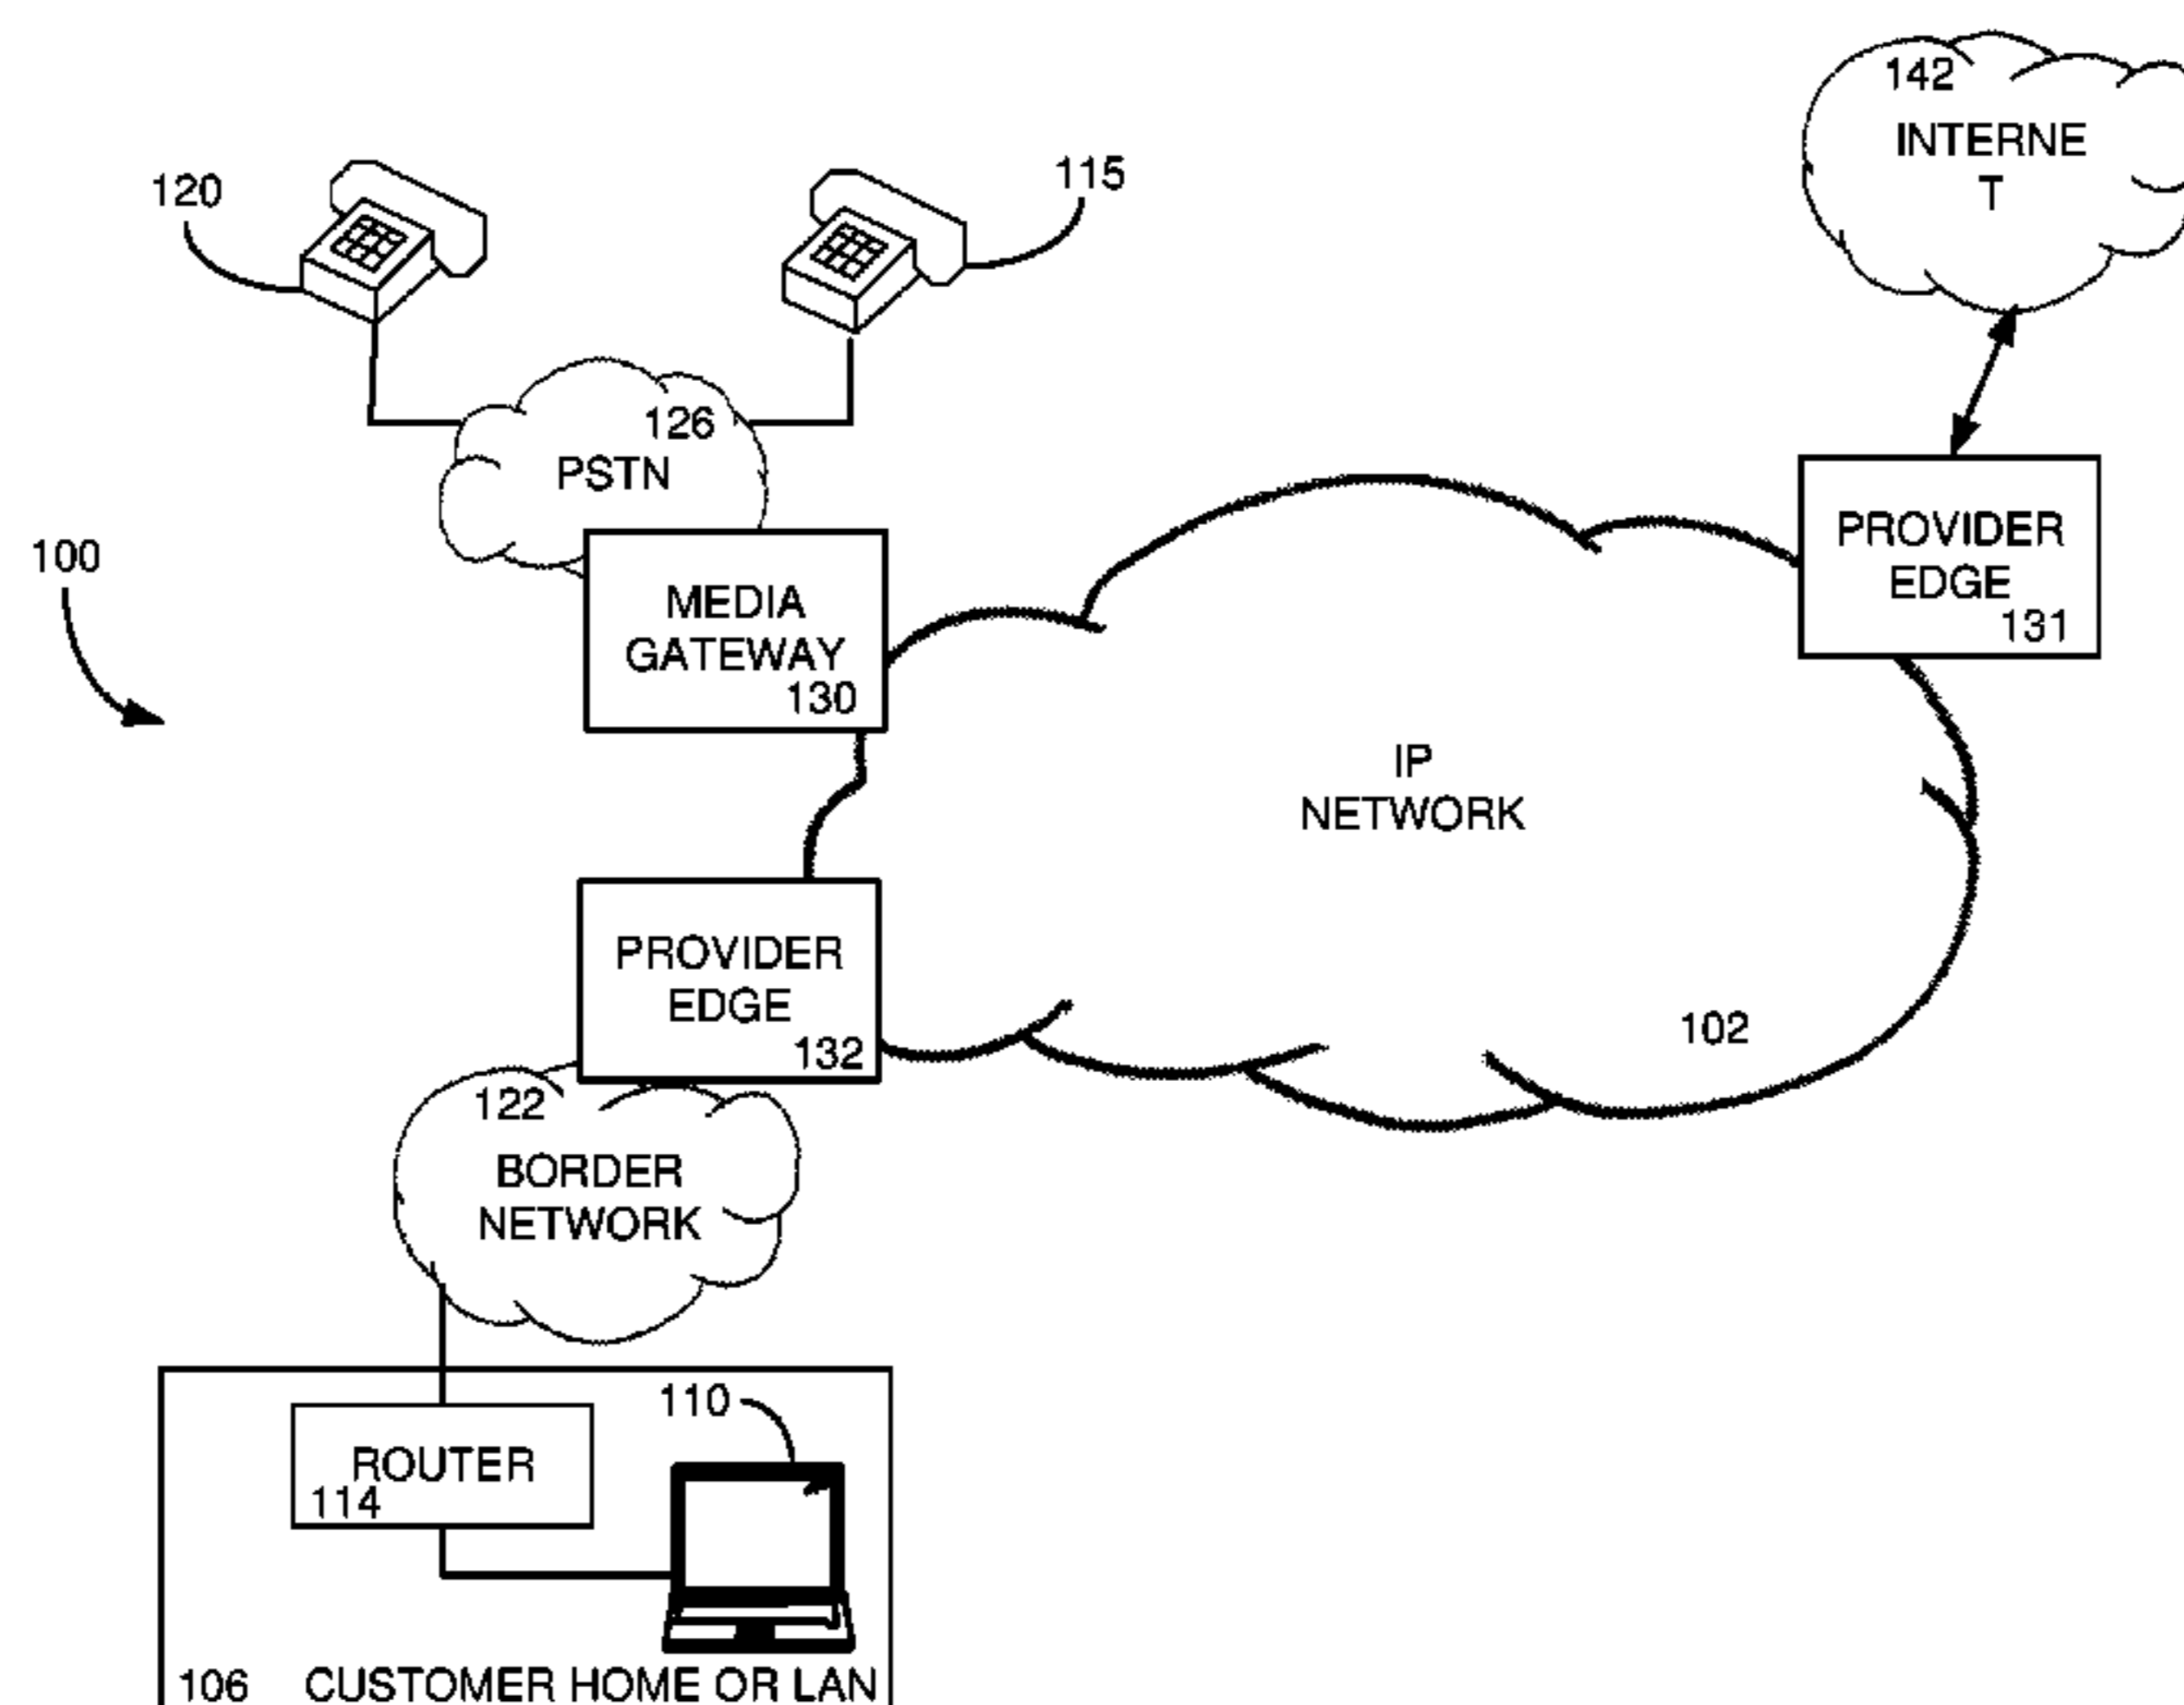 142
INTERNE
T
120
115
126
PSTN
100
MEDIA
GATEWAY
130
PROVIDER
EDGE
131
IP
NETWORK
PROVIDER
EDGE
132
102
122
BORDER
NETWORK
110
ROUTER
114
106 CUSTOMER HOME OR LAN